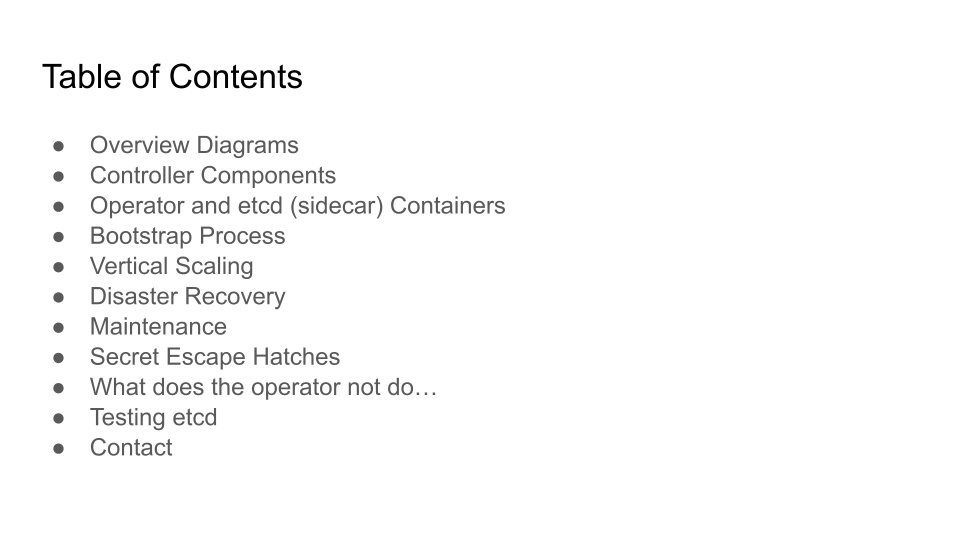 Table of Contents
● Overview Diagrams
● Controller Components
● Operator and etcd (sidecar) Containers
● Bootstrap Process
● Vertical Scaling
● Disaster Recovery
● Maintenance
● Secret Escape Hatches
● What does the operator not do…
● Testing etcd
● Contact